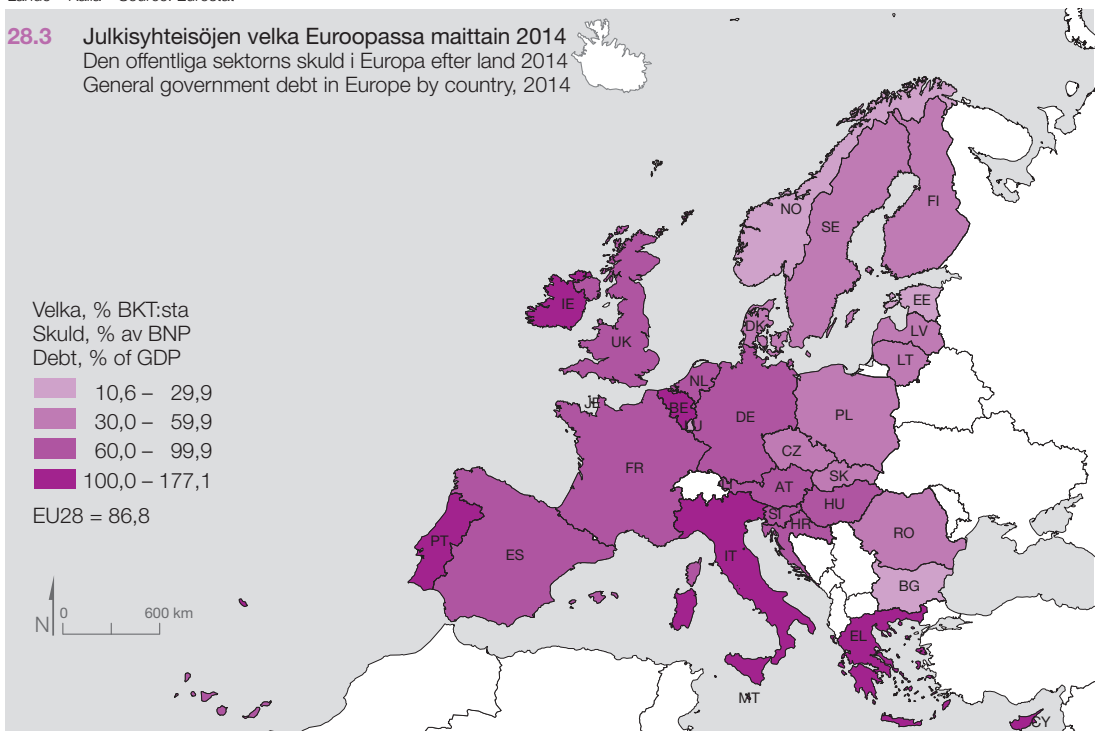 28.3 Julkisyhteisöjen velka Euroopassa maittain 2014
Den offentliga sektorns skuld i Europa efter land 2014
General government debt in Europe by country, 2014
NO
SE
FI
EE
LV
LT
DK
IE
UK
NL
BE
LU
JE
DE
PL
CZ
SK
FR
AT
HU
SI
HR
RO
BG
PT
ES
IT
EL
MT
CY
Velka, % BKT:sta
Skuld, % av BNP
Debt, % of GDP
10,6 – 29,9
30,0 – 59,9
60,0 – 99,9
100,0 – 177,1
EU28 = 86,8
N 0 600 km